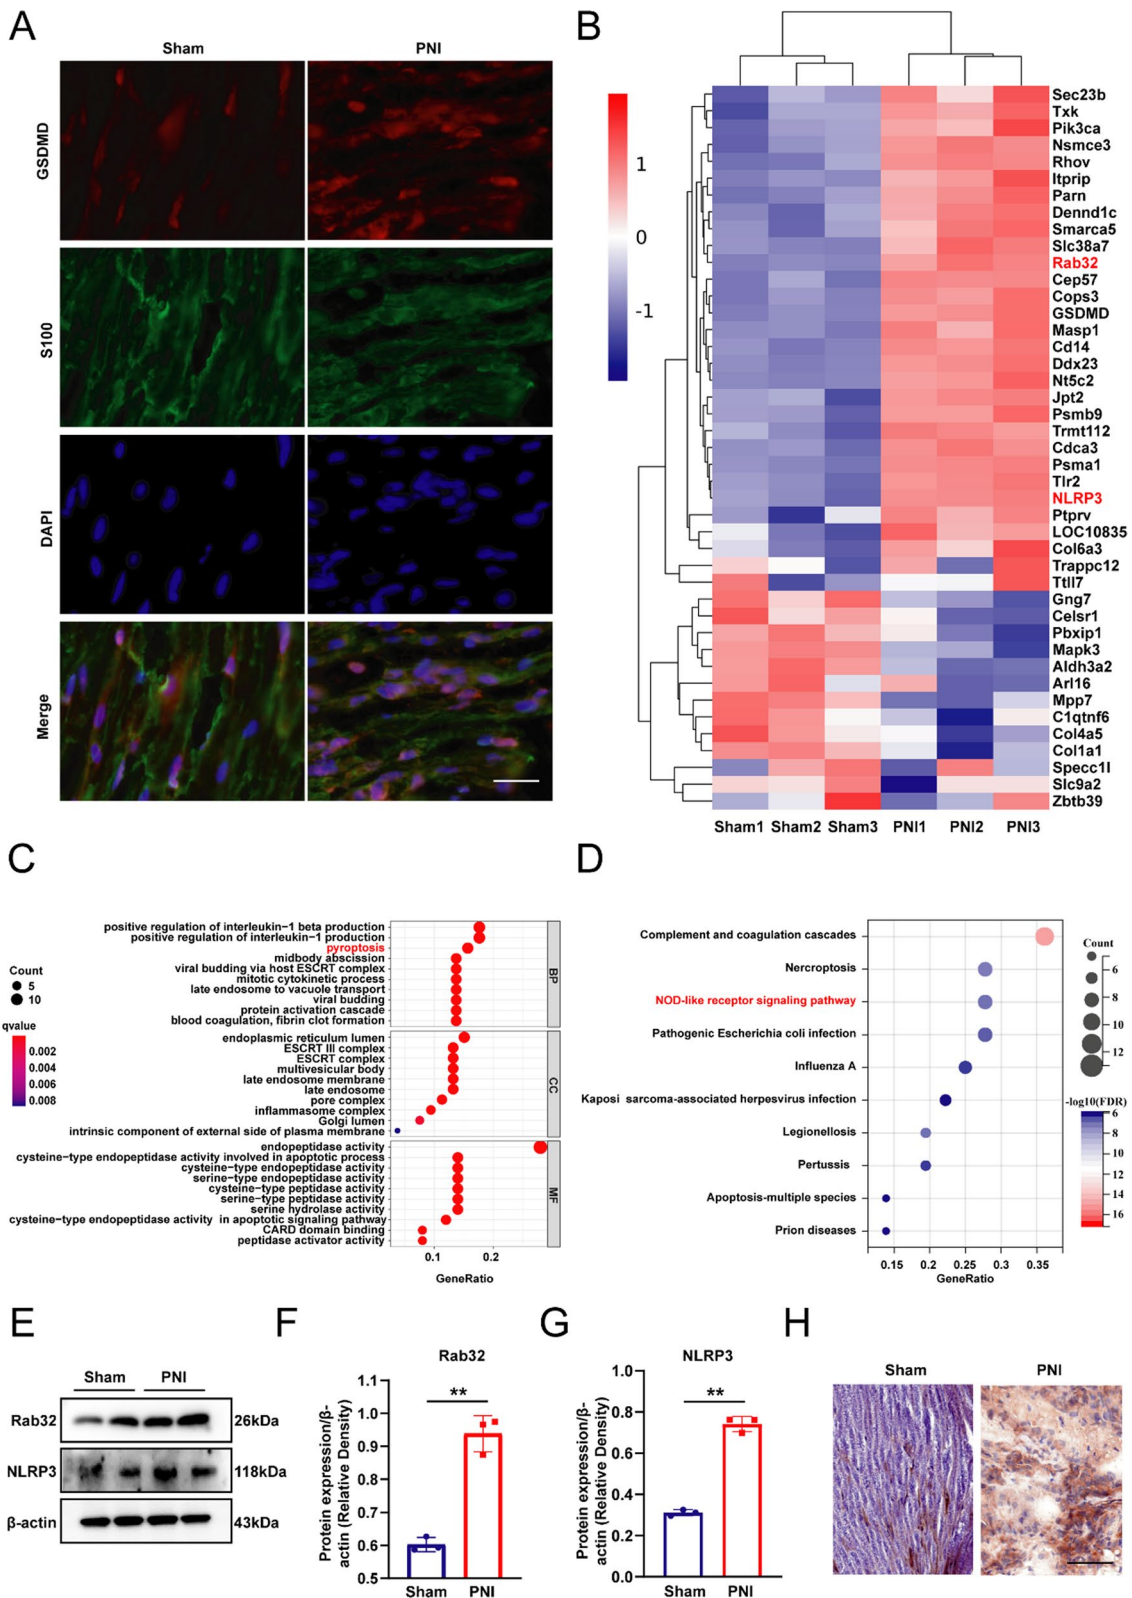 A
Sham
PNI
GSDMD
S100
DAPI
Merge
B
1
0
-1
Sec23b
Txk
Pik3ca
Nsmce3
Rhov
Itprip
Parn
Dennd1c
Smarca5
Slc38a7
Rab32
Cep57
Cops3
GSDMD
Masp1
Cd14
Ddx23
Nt5c2
Jpt2
Psmb9
Trmt112
Cdca3
Psma1
Tlr2
NLRP3
Ptprv
LOC10835
Col6a3
Trappc12
Ttll7
Gng7
Celsr1
Pbxip1
Mapk3
Aldh3a2
Arl16
Mpp7
C1qtnf6
Col4a5
Col1a1
Specc1l
Slc9a2
Zbtb39
Sham1 Sham2 Sham3 PNI1 PNI2 PNI3
C
Count
5
10
qvalue
0.002
0.004
0.006
0.008
positive regulation of interleukin-1 beta production
positive regulation of interleukin-1 production
pyroptosis
midbody abscission
viral budding via host ESCRT complex
mitotic cytokinetic process
late endosome to vacuole transport
viral budding
protein activation cascade
blood coagulation, fibrin clot formation
BP
endoplasmic reticulum lumen
ESCRT III complex
ESCRT complex
multivesicular body
late endosome membrane
late endosome
pore complex
inflammasome complex
Golgi lumen
intrinsic component of external side of plasma membrane
CC
endopeptidase activity
cysteine-type endopeptidase activity involved in apoptotic process
cysteine-type endopeptidase activity
serine-type endopeptidase activity
cysteine-type peptidase activity
serine-type peptidase activity
serine hydrolase activity
cysteine-type endopeptidase activity in apoptotic signaling pathway
CARD domain binding
peptidase activator activity
MF
0.1 0.2
GeneRatio
D
Complement and coagulation cascades
Nercroptosis
NOD-like receptor signaling pathway
Pathogenic Escherichia coli infection
Influenza A
Kaposi sarcoma-associated herpesvirus infection
Legionellosis
Pertussis
Apoptosis-multiple species
Prion diseases
0.15 0.2 0.25 0.3 0.35
GeneRatio
Count
6
8
10
12
-log10(FDR)
6
8
10
12
14
16
E
Sham PNI
Rab32 26kDa
NLRP3 118kDa
β-actin 43kDa
F
Rab32
Protein expression/β-
actin (Relative Density)
1.1
1.0
0.9
0.8
0.7
0.6
0.5
**
Sham PNI
G
NLRP3
Protein expression/β-
actin (Relative Density)
1.0
0.8
0.6
0.4
0.2
0.0
**
Sham PNI
H
Sham PNI